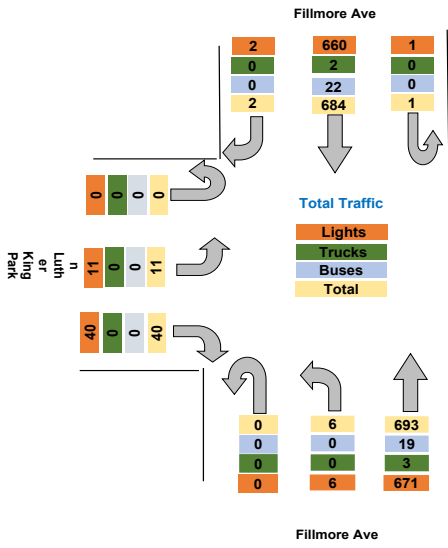 Fillmore Ave
2 660 1
0 2 0
0 22 0
2 684 1
0 0 0 0
Total Traffic
Lights
Trucks
Buses
Total
n
Luth
er
King
Park
11 0 0 11
40 0 0 40
0 6 693
0 0 19
0 0 3
0 6 671
Fillmore Ave